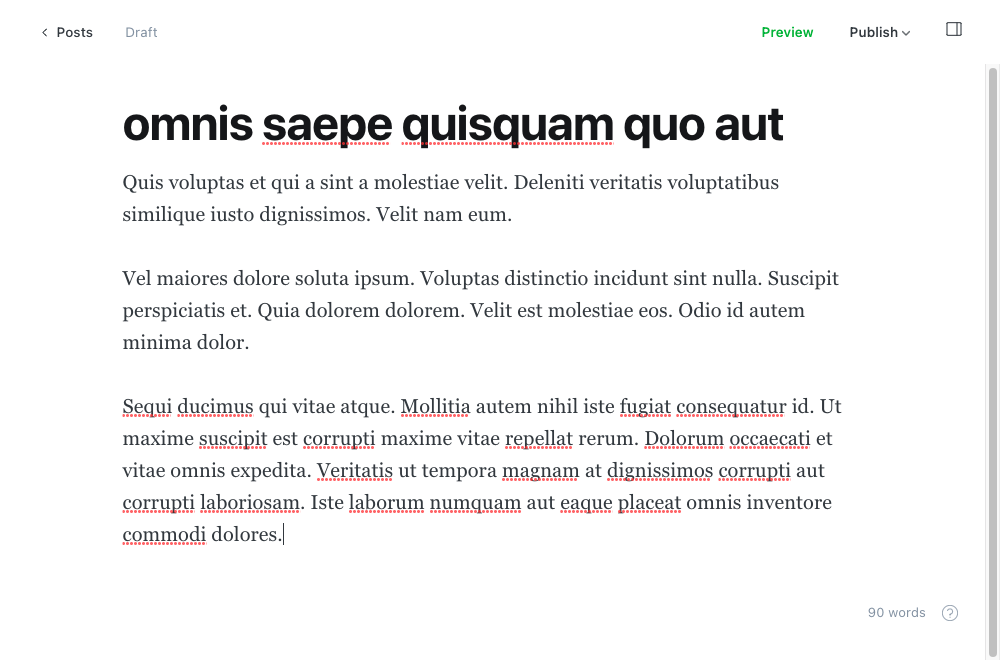 Posts
Draft
Preview
Publish
omnis saepe quisquam quo aut
Quis voluptas et qui a sint a molestiae velit. Deleniti veritatis voluptatibus
similique iusto dignissimos. Velit nam eum.
Vel maiores dolore soluta ipsum. Voluptas distinctio incidunt sint nulla. Suscipit
perspiciatis et. Quia dolorem dolorem. Velit est molestiae eos. Odio id autem
minima dolor.
Sequi ducimus qui vitae atque. Mollitia autem nihil iste fugiat consequatur id. Ut
maxime suscipit est corrupti maxime vitae repellat rerum. Dolorum occaecati et
vitae omnis expedita. Veritatis ut tempora magnam at dignissimos corrupti aut
corrupti laboriosam. Iste laborum numquam aut eaque placeat omnis inventore
commodi dolores.
90 words